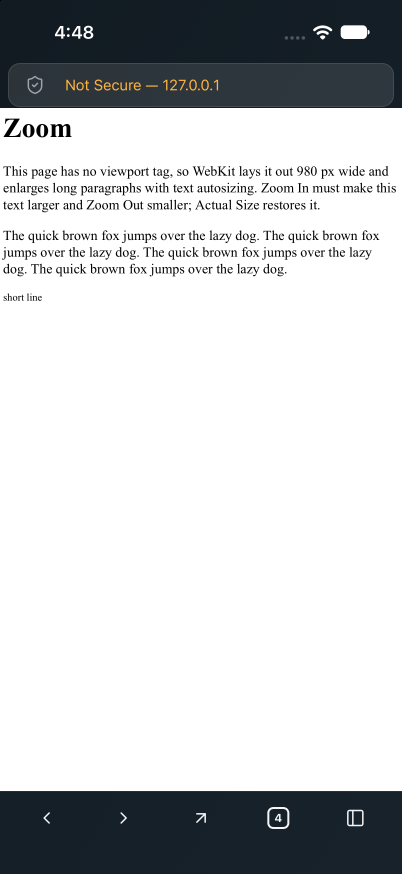 4:48
Not Secure — 127.0.0.1
Zoom
This page has no viewport tag, so WebKit lays it out 980 px wide and
enlarges long paragraphs with text autosizing. Zoom In must make this
text larger and Zoom Out smaller; Actual Size restores it.
The quick brown fox jumps over the lazy dog. The quick brown fox
jumps over the lazy dog. The quick brown fox jumps over the lazy
dog. The quick brown fox jumps over the lazy dog.
short line
4